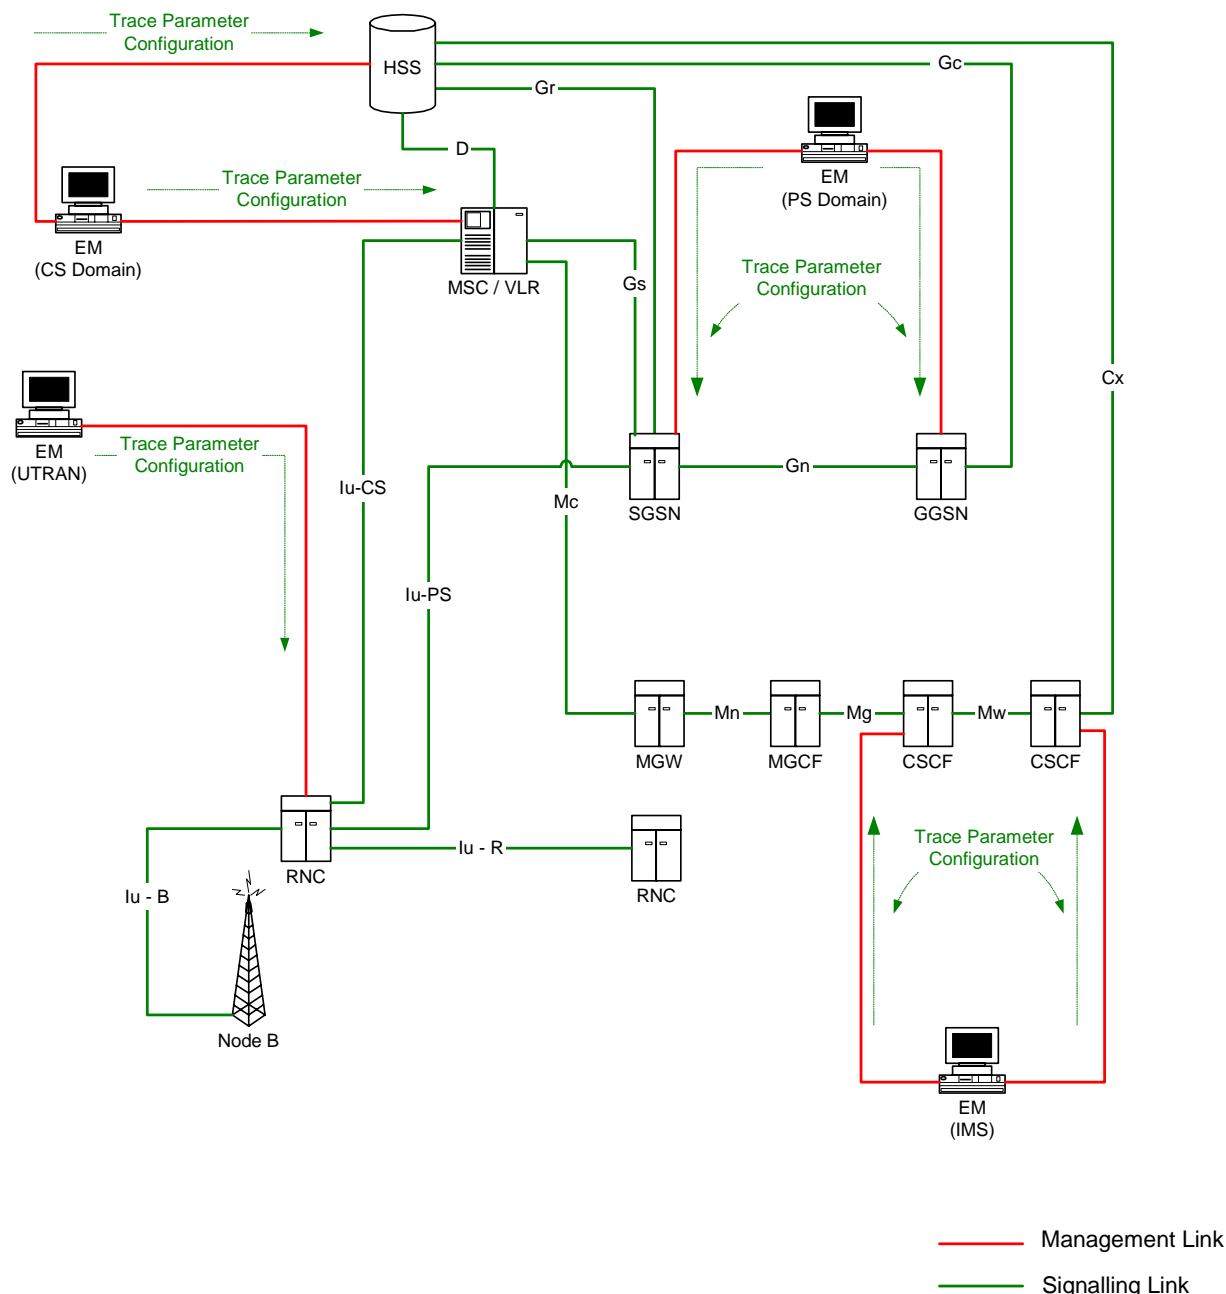 Trace Parameter
Configuration
HSS
Gc
Gr
D
Trace Parameter
Configuration
EM
(CS Domain)
EM
(PS Domain)
MSC / VLR
Gs
Trace Parameter
Configuration
Cx
EM
(UTRAN)
Trace Parameter
Configuration
Iu-CS
Mc
Gn
SGSN
GGSN
Iu-PS
Mn
Mg
Mw
MGW
MGCF
CSCF
CSCF
RNC
Iu - R
RNC
Iu - B
Trace Parameter
Configuration
Node B
EM
(IMS)
Management Link
Signalling Link